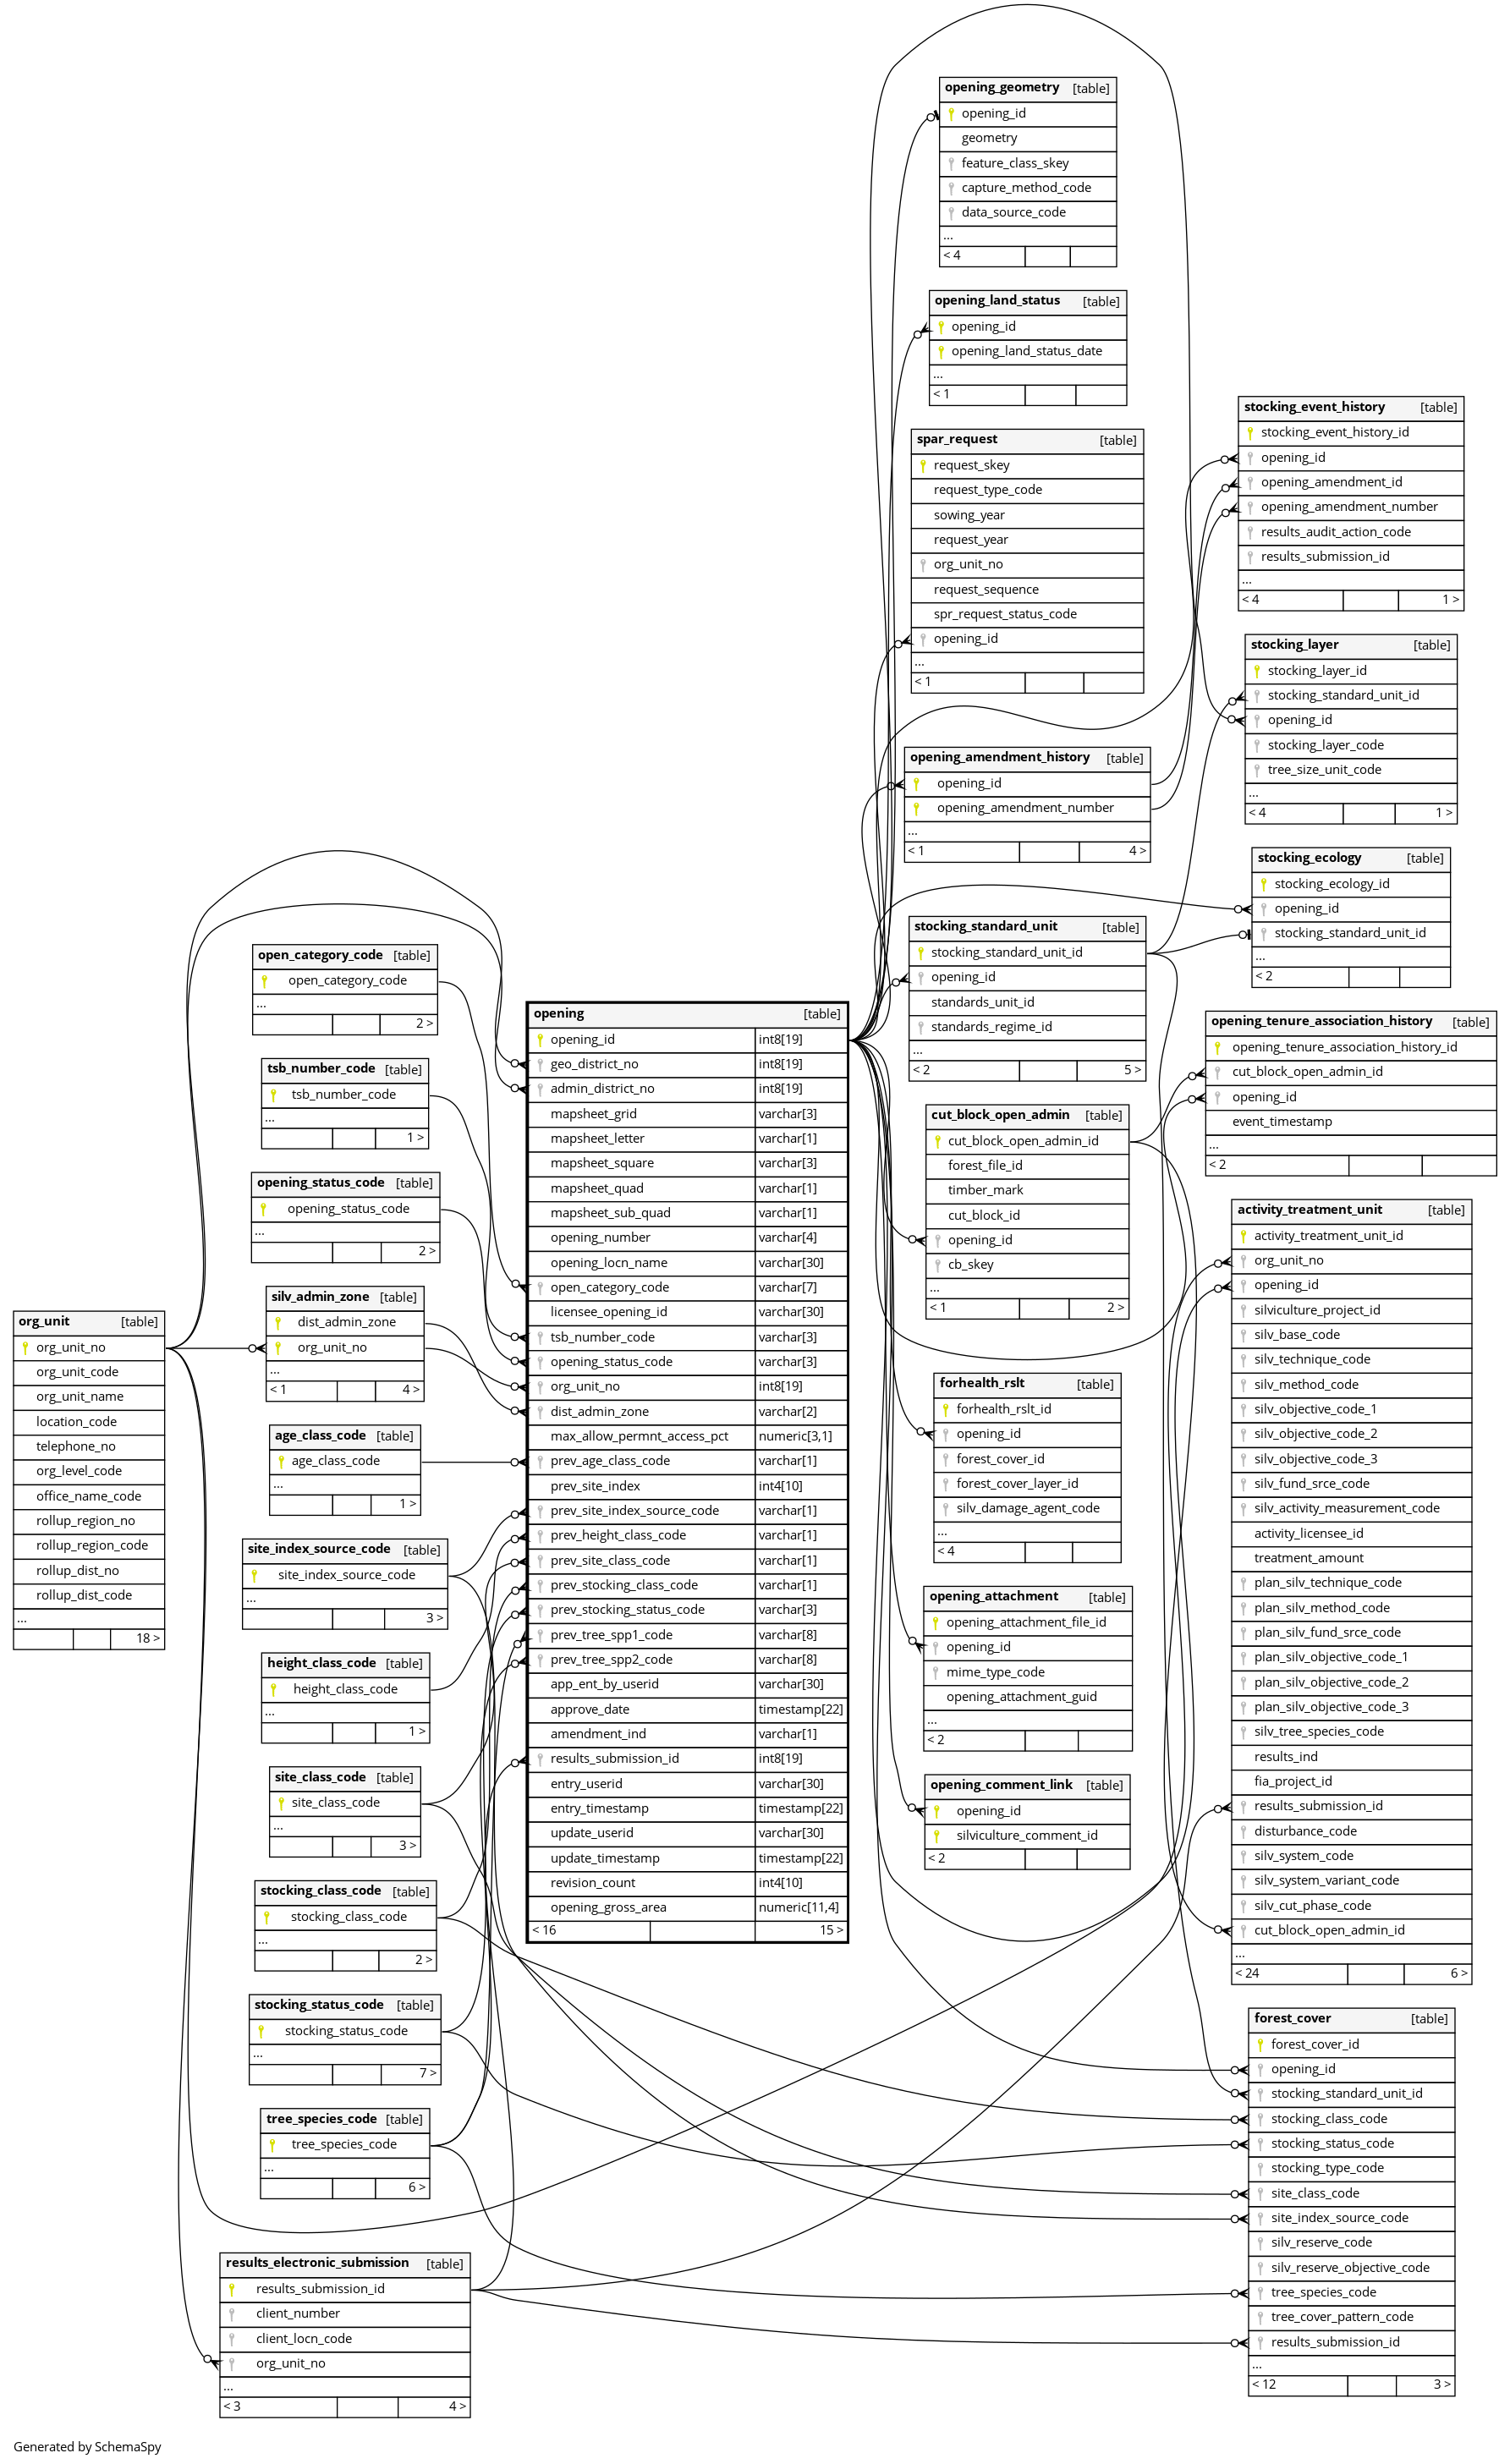 opening_geometry [table]
opening_id
geometry
feature_class_skey
capture_method_code
data_source_code
...
< 4
opening_land_status [table]
opening_id
opening_land_status_date
...
< 1
spar_request [table]
request_skey
request_type_code
sowing_year
request_year
org_unit_no
request_sequence
spr_request_status_code
opening_id
...
< 1
opening_amendment_history [table]
opening_id
opening_amendment_number
...
< 1 4 >
stocking_standard_unit [table]
stocking_standard_unit_id
opening_id
standards_unit_id
standards_regime_id
...
< 2 5 >
cut_block_open_admin [table]
cut_block_open_admin_id
forest_file_id
timber_mark
cut_block_id
opening_id
cb_skey
...
< 1 2 >
forhealth_rslt [table]
forhealth_rslt_id
opening_id
forest_cover_id
forest_cover_layer_id
silv_damage_agent_code
...
< 4
opening_attachment [table]
opening_attachment_file_id
opening_id
mime_type_code
opening_attachment_guid
...
< 2
opening_comment_link [table]
opening_id
silviculture_comment_id
< 2
stocking_event_history [table]
stocking_event_history_id
opening_id
opening_amendment_id
opening_amendment_number
results_audit_action_code
results_submission_id
...
< 4 1 >
stocking_layer [table]
stocking_layer_id
stocking_standard_unit_id
opening_id
stocking_layer_code
tree_size_unit_code
...
< 4 1 >
stocking_ecology [table]
stocking_ecology_id
opening_id
stocking_standard_unit_id
...
< 2
opening_tenure_association_history [table]
opening_tenure_association_history_id
cut_block_open_admin_id
opening_id
event_timestamp
...
< 2
activity_treatment_unit [table]
activity_treatment_unit_id
org_unit_no
opening_id
silviculture_project_id
silv_base_code
silv_technique_code
silv_method_code
silv_objective_code_1
silv_objective_code_2
silv_objective_code_3
silv_fund_srce_code
silv_activity_measurement_code
activity_licensee_id
treatment_amount
plan_silv_technique_code
plan_silv_method_code
plan_silv_fund_srce_code
plan_silv_objective_code_1
plan_silv_objective_code_2
plan_silv_objective_code_3
silv_tree_species_code
results_ind
fia_project_id
results_submission_id
disturbance_code
silv_system_code
silv_system_variant_code
silv_cut_phase_code
cut_block_open_admin_id
...
< 24 6 >
forest_cover [table]
forest_cover_id
opening_id
stocking_standard_unit_id
stocking_class_code
stocking_status_code
stocking_type_code
site_class_code
site_index_source_code
silv_reserve_code
silv_reserve_objective_code
tree_species_code
tree_cover_pattern_code
results_submission_id
...
< 12 3 >
opening [table]
opening_id int8[19]
geo_district_no int8[19]
admin_district_no int8[19]
mapsheet_grid varchar[3]
mapsheet_letter varchar[1]
mapsheet_square varchar[3]
mapsheet_quad varchar[1]
mapsheet_sub_quad varchar[1]
opening_number varchar[4]
opening_locn_name varchar[30]
open_category_code varchar[7]
licensee_opening_id varchar[30]
tsb_number_code varchar[3]
opening_status_code varchar[3]
org_unit_no int8[19]
dist_admin_zone varchar[2]
max_allow_permnt_access_pct numeric[3,1]
prev_age_class_code varchar[1]
prev_site_index int4[10]
prev_site_index_source_code varchar[1]
prev_height_class_code varchar[1]
prev_site_class_code varchar[1]
prev_stocking_class_code varchar[1]
prev_stocking_status_code varchar[3]
prev_tree_spp1_code varchar[8]
prev_tree_spp2_code varchar[8]
app_ent_by_userid varchar[30]
approve_date timestamp[22]
amendment_ind varchar[1]
results_submission_id int8[19]
entry_userid varchar[30]
entry_timestamp timestamp[22]
update_userid varchar[30]
update_timestamp timestamp[22]
revision_count int4[10]
opening_gross_area numeric[11,4]
< 16 15 >
open_category_code [table]
open_category_code
...
2 >
tsb_number_code [table]
tsb_number_code
...
1 >
opening_status_code [table]
opening_status_code
...
2 >
silv_admin_zone [table]
dist_admin_zone
org_unit_no
...
< 1 4 >
age_class_code [table]
age_class_code
...
1 >
site_index_source_code [table]
site_index_source_code
...
3 >
height_class_code [table]
height_class_code
...
1 >
site_class_code [table]
site_class_code
...
3 >
stocking_class_code [table]
stocking_class_code
...
2 >
stocking_status_code [table]
stocking_status_code
...
7 >
tree_species_code [table]
tree_species_code
...
6 >
results_electronic_submission [table]
results_submission_id
client_number
client_locn_code
org_unit_no
...
< 3 4 >
org_unit [table]
org_unit_no
org_unit_code
org_unit_name
location_code
telephone_no
org_level_code
office_name_code
rollup_region_no
rollup_region_code
rollup_dist_no
rollup_dist_code
...
18 >
Generated by SchemaSpy